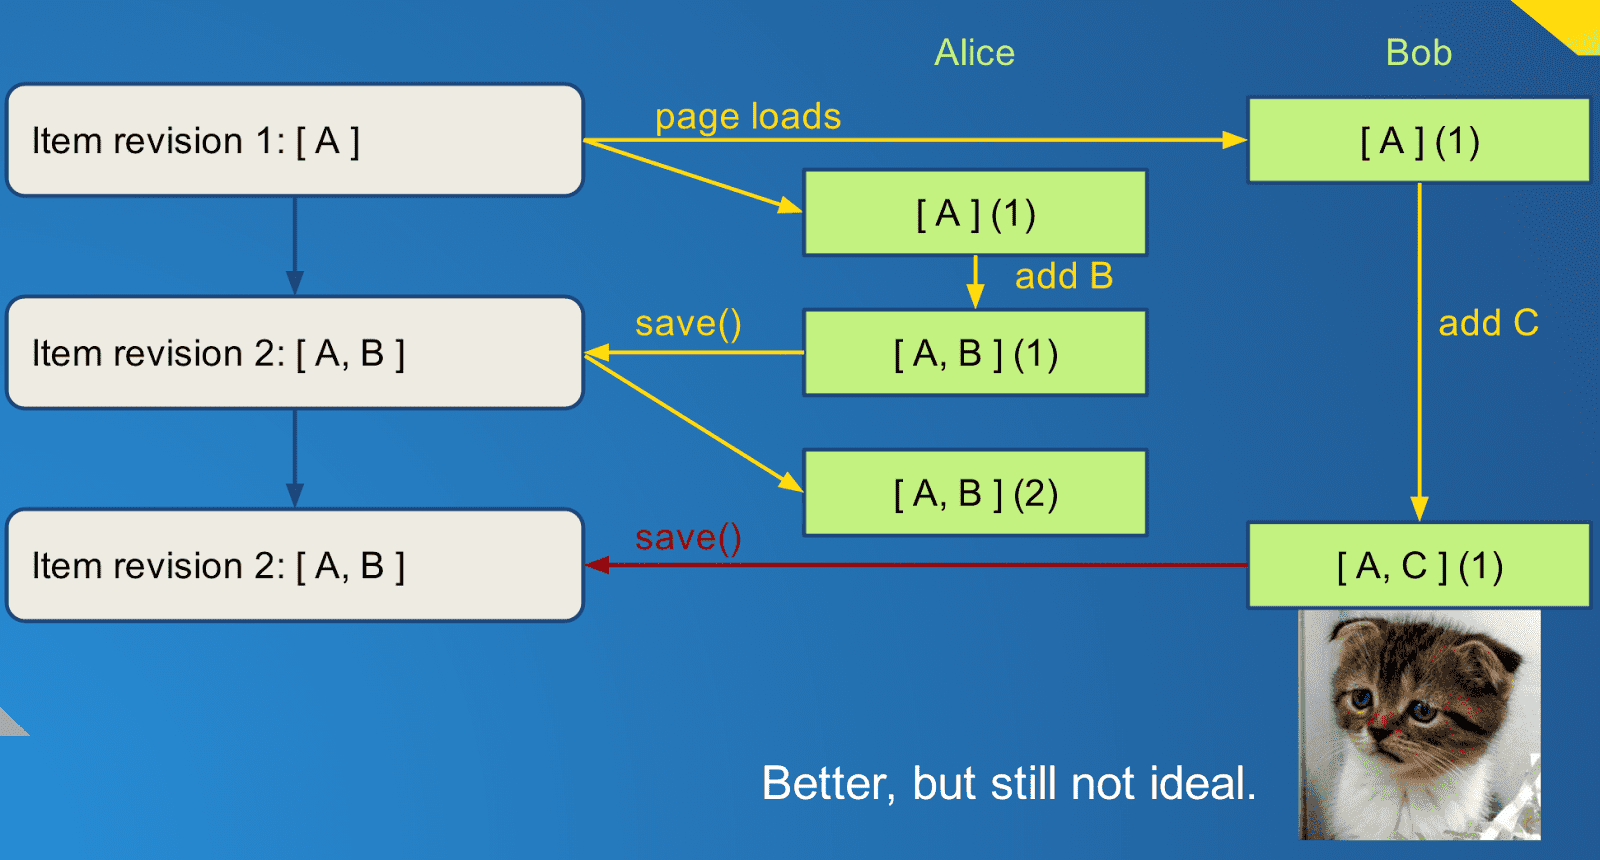 Alice
Bob
page loads
Item revision 1: [ A ]
[ A ] (1)
[ A ] (1)
add B
save()
add C
Item revision 2: [ A, B ]
[ A, B ] (1)
[ A, B ] (2)
save()
Item revision 2: [ A, B ]
[ A, C ] (1)
Better, but still not ideal.